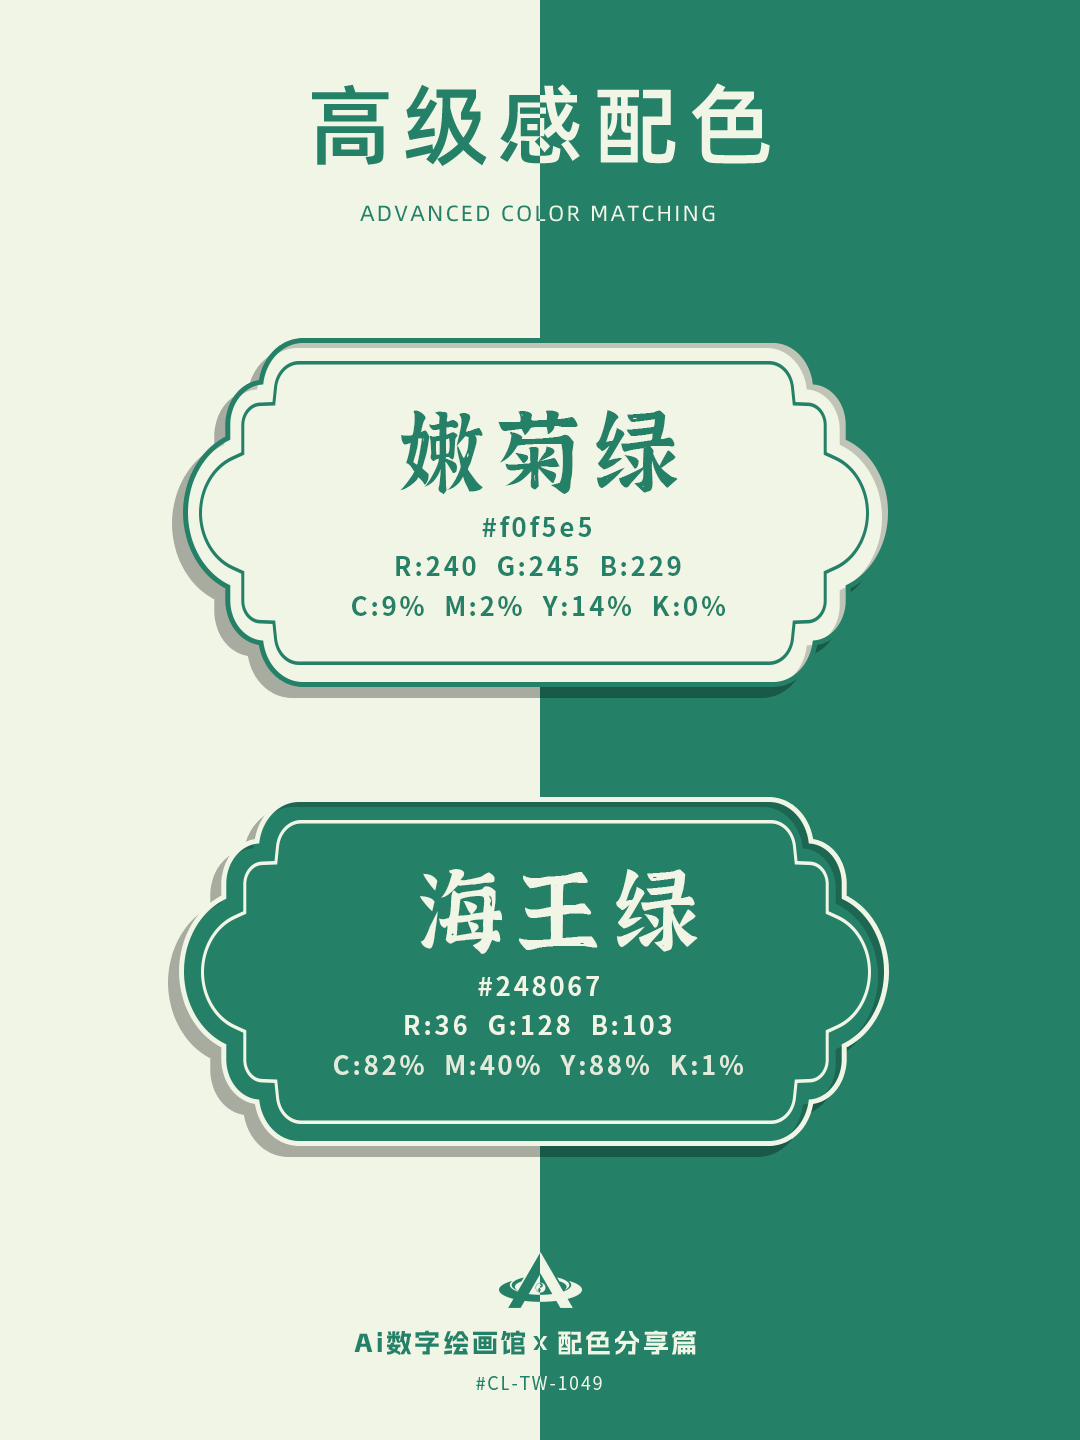 高级感配色
ADVANCED COLOR MATCHING
嫩菊绿
#f0f5e5
R:240 G:245 B:229
C:9% M:2% Y:14% K:0%
海王绿
#248067
R:36 G:128 B:103
C:82% M:40% Y:88% K:1%
Ai数字绘画馆 x 配色分享篇
#CL-TW-1049